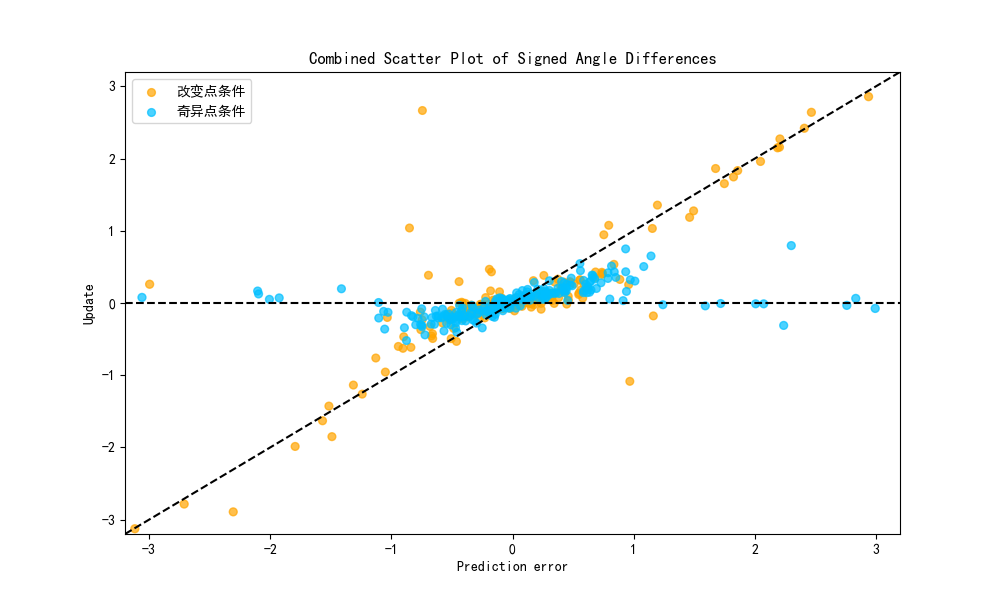 Combined Scatter Plot of Signed Angle Differences
改变点条件
奇异点条件
Update
3
2
1
0
−1
−2
−3
−3 −2 −1 0 1 2 3
Prediction error